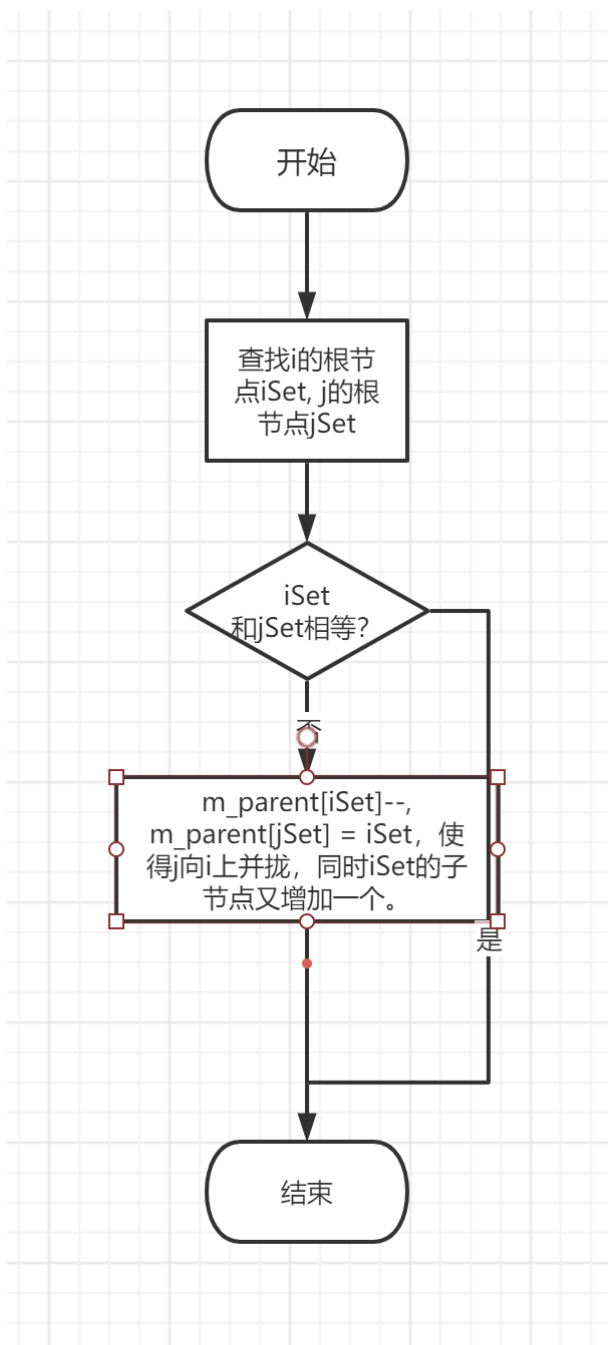 开始
查找i的根节
点iSet, j的根
节点jSet
iSet
和jSet相等?
否
m_parent[iSet]--,
m_parent[jSet] = iSet，使
得j向i上并拢，同时iSet的子
节点又增加一个。
是
结束